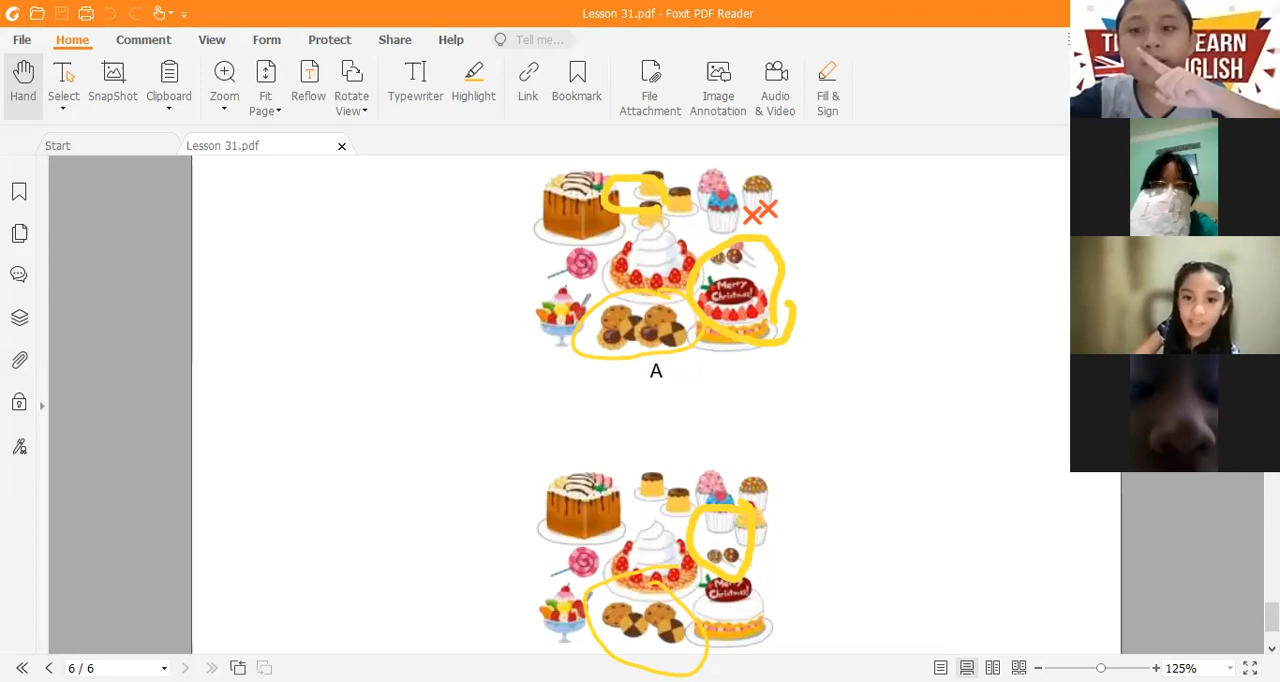 Lesson 31.pdf - Foxit PDF Reader
File Home Comment View Form Protect Share Help Tell me...
Hand Select SnapShot Clipboard Zoom Fit Page Reflow Rotate View Typewriter Highlight Link Bookmark File Attachment Image Annotation Audio & Video Fill & Sign
Start Lesson 31.pdf
LEARN
ENGLISH
Merry
Christmas!
A
Merry
Christmas!
6 / 6 125%